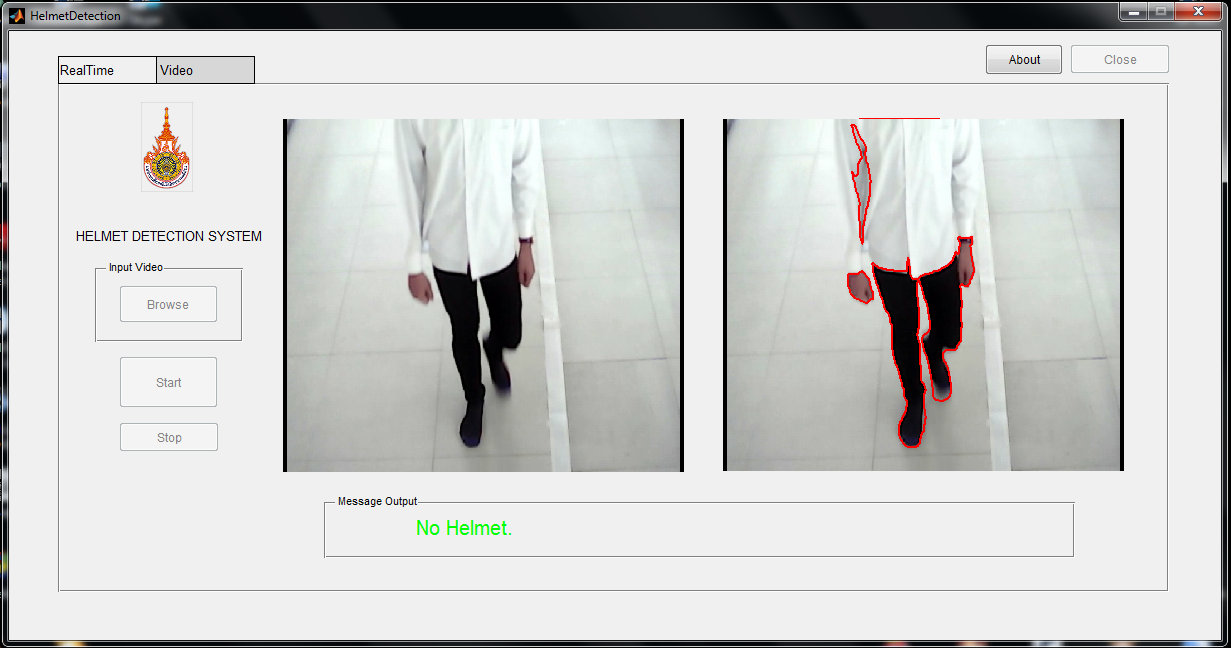 HelmetDetection
About
Close
RealTime
Video
HELMET DETECTION SYSTEM
Input Video
Browse
Start
Stop
Message Output
No Helmet.